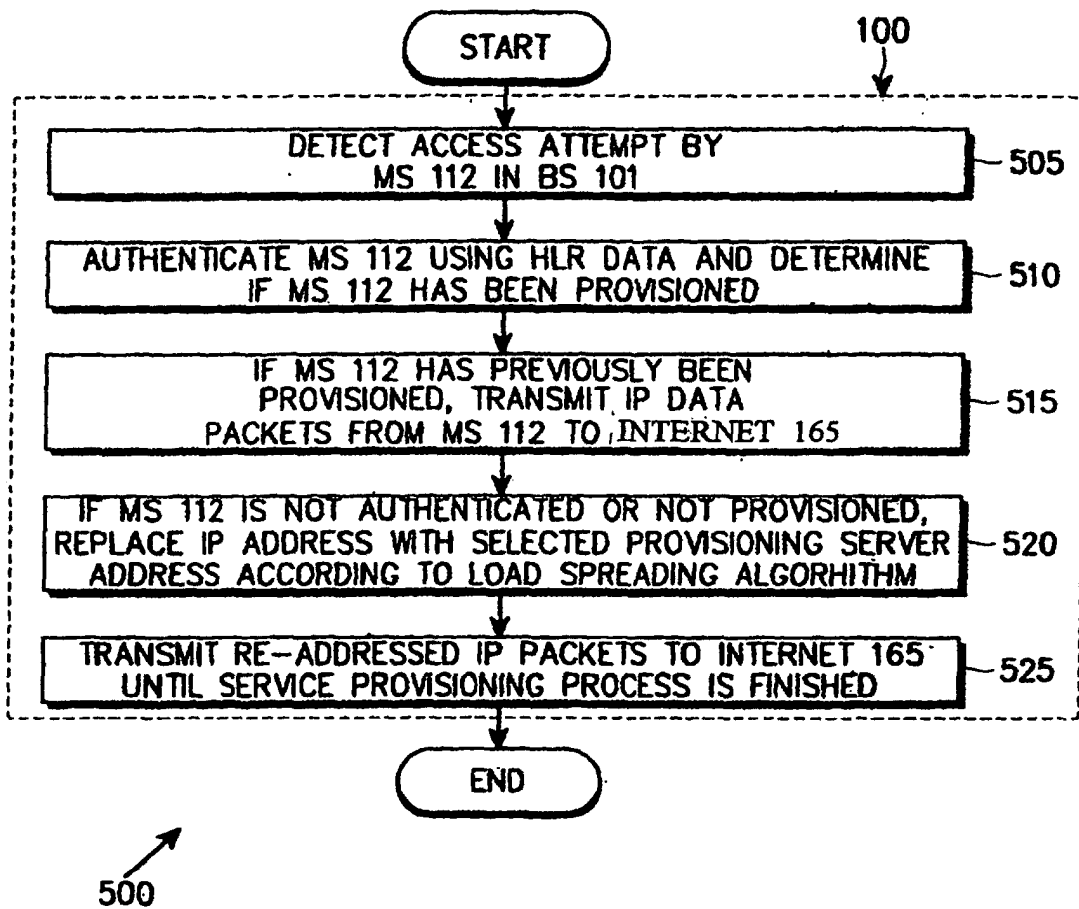 START
100
DETECT ACCESS ATTEMPT BY
MS 112 IN BS 101
505
AUTHENTICATE MS 112 USING HLR DATA AND DETERMINE
IF MS 112 HAS BEEN PROVISIONED
510
IF MS 112 HAS PREVIOUSLY BEEN
PROVISIONED, TRANSMIT IP DATA
PACKETS FROM MS 112 TO INTERNET 165
515
IF MS 112 IS NOT AUTHENTICATED OR NOT PROVISIONED,
REPLACE IP ADDRESS WITH SELECTED PROVISIONING SERVER
ADDRESS ACCORDING TO LOAD SPREADING ALGORHITHM
520
TRANSMIT RE-ADDRESSED IP PACKETS TO INTERNET 165
UNTIL SERVICE PROVISIONING PROCESS IS FINISHED
525
END
500